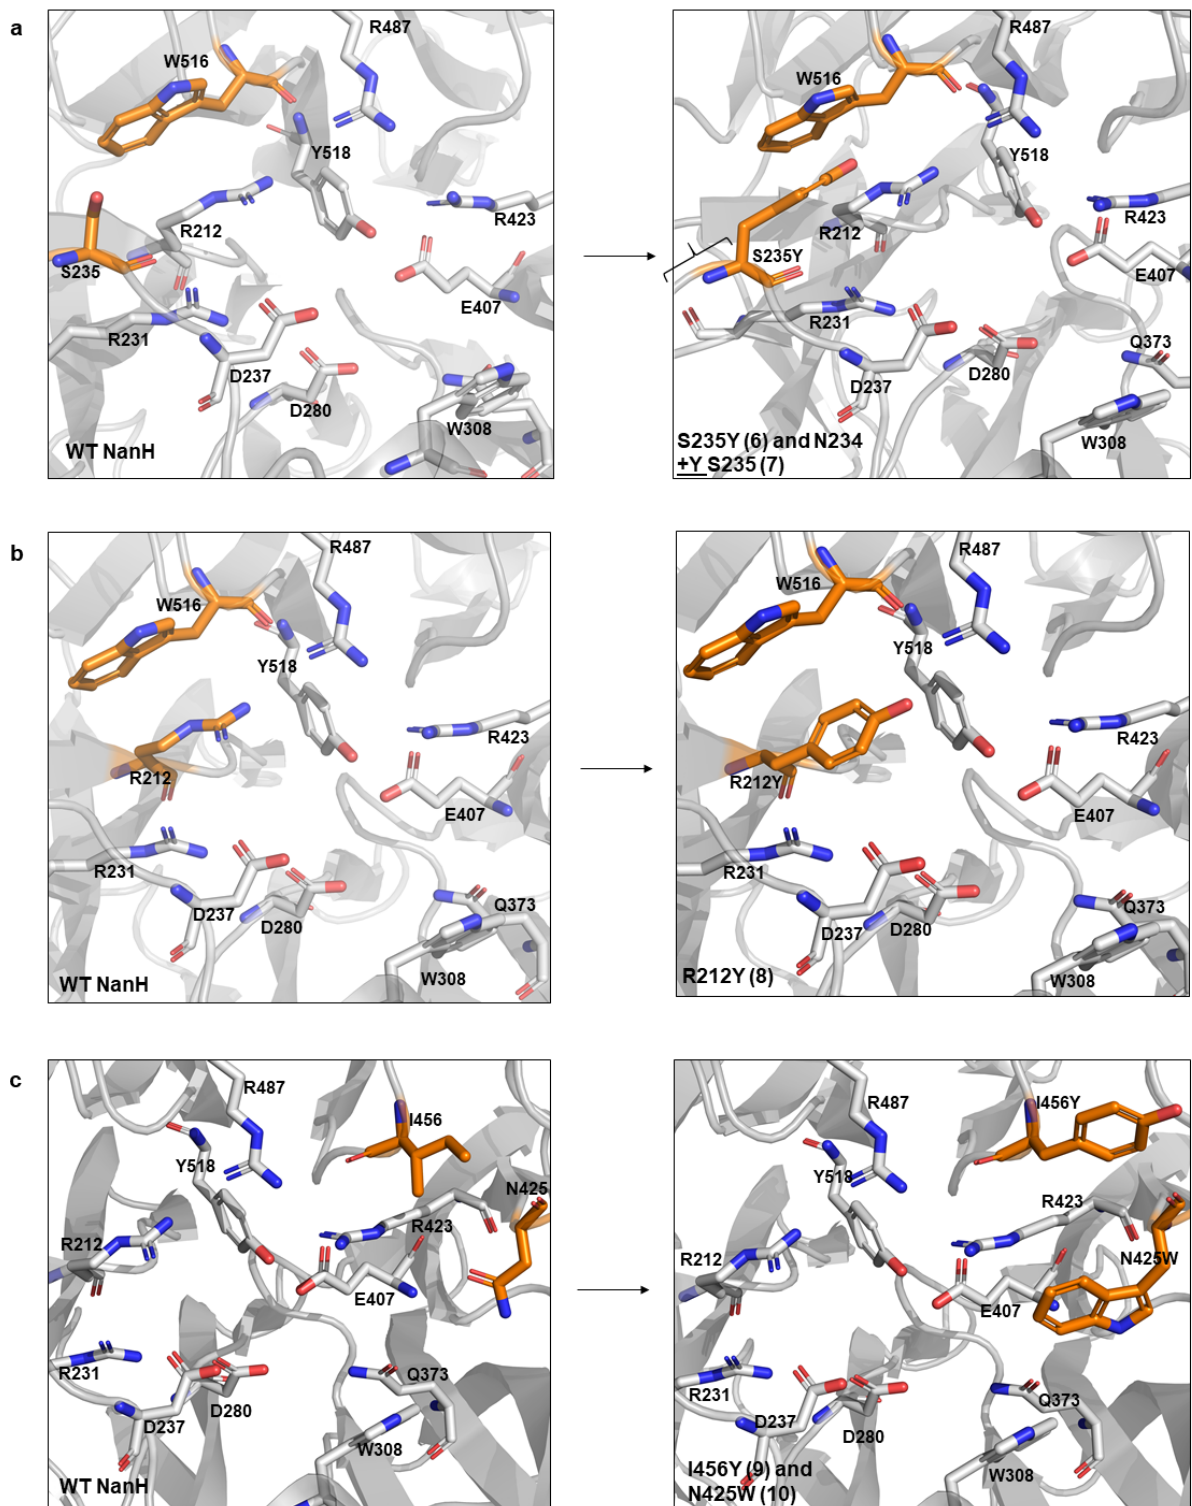 a
R487
W516
Y518
R212
R423
S235
E407
R231
D237
D280
W308
WT NanH
R487
W516
Y518
R212
R423
S235Y
E407
R231
Q373
D280
D237
W308
S235Y (6) and N234
+Y S235 (7)
b
R487
W516
Y518
R423
R212
E407
R231
Q373
D237
D280
W308
WT NanH
R487
W516
Y518
R423
R212Y
E407
R231
Q373
D237
D280
W308
R212Y (8)
c
R487
I456
Y518
N425
R423
R212
E407
R231
Q373
D280
D237
W308
WT NanH
I456Y
R487
Y518
R423
R212
N425W
E407
R231
Q373
D237
D280
W308
I456Y (9) and
N425W (10)